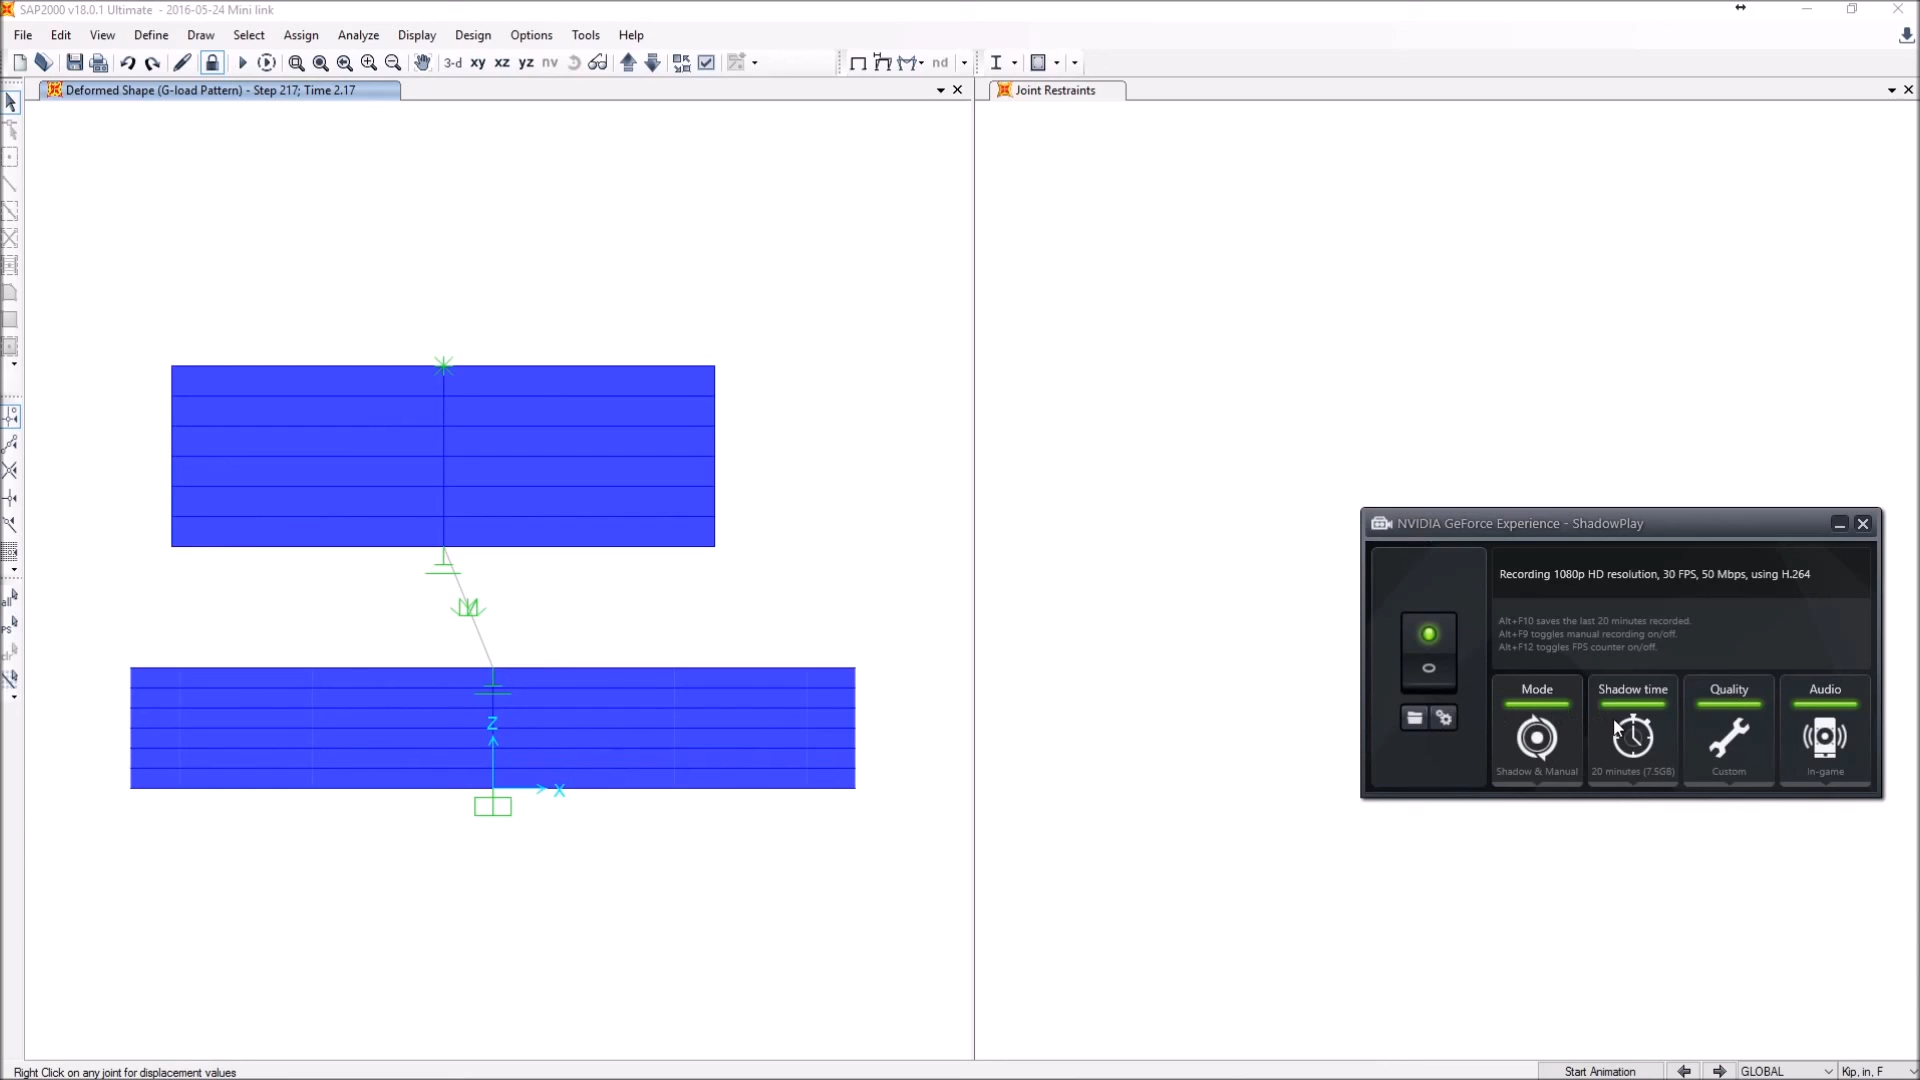 SAP2000 v18.0.1 Ultimate - 2016-05-24 Mini link
File Edit View Define Draw Select Assign Analyze Display Design Options Tools Help
3-d xy xz yz nv nd
Deformed Shape (G-load Pattern) - Step 217; Time 2.17
Joint Restraints
Z
X
all
PS
clr
NVIDIA GeForce Experience - ShadowPlay
Recording 1080p HD resolution, 30 FPS, 50 Mbps, using H.264
Alt+F10 saves the last 20 minutes recorded.
Alt+F9 toggles manual recording on/off.
Alt+F12 toggles FPS counter on/off.
Mode Shadow time Quality Audio
Shadow & Manual 20 minutes (7.5GB) Custom In-game
Right Click on any joint for displacement values
Start Animation GLOBAL Kip, in, F